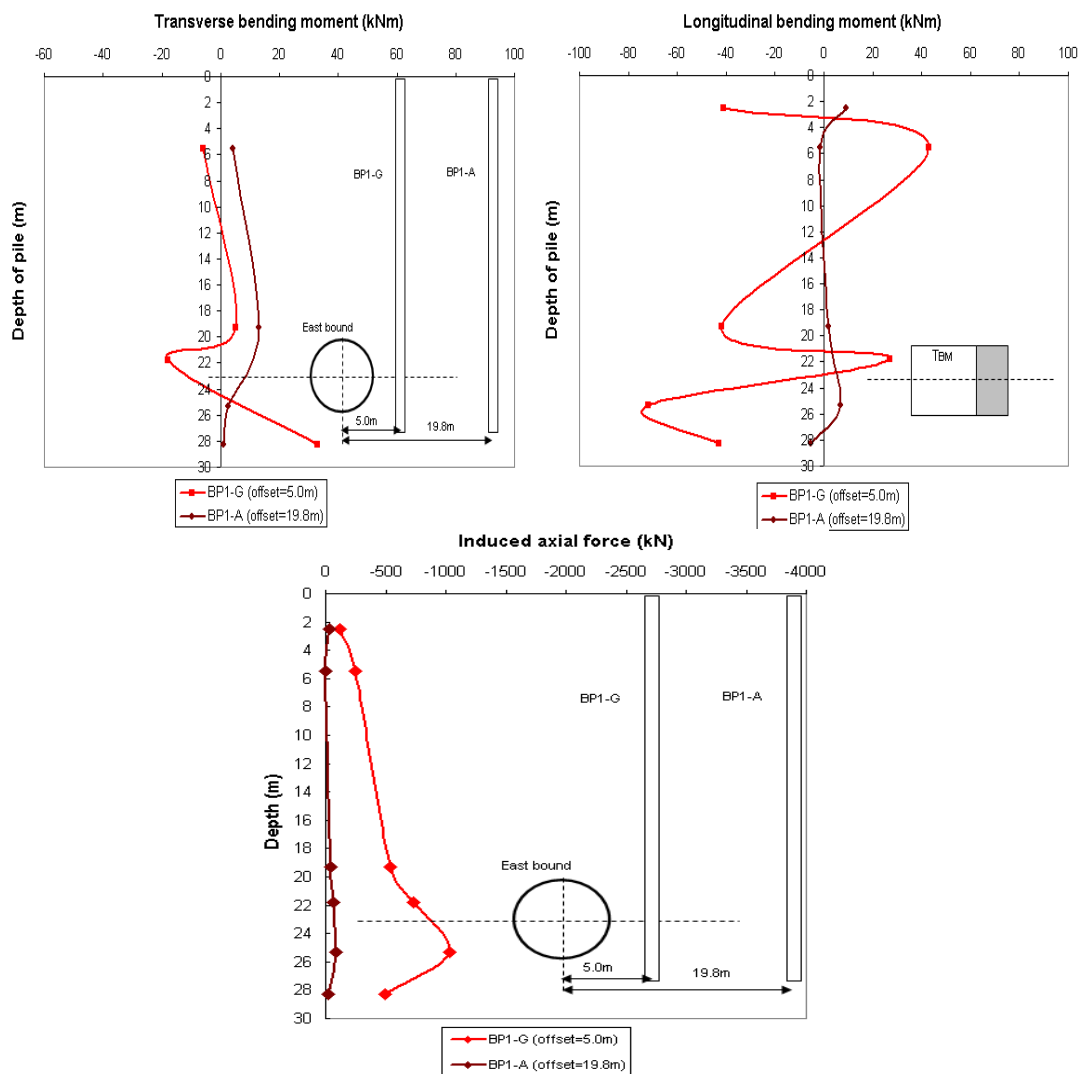 Transverse bending moment (kNm)
-60 -40 -20 0 20 40 60 80 100
Depth of pile (m)
0
2
4
6
8
10
12
14
16
18
20
22
24
26
28
30
BP1-G
BP1-A
East bound
5.0m
19.8m
BP1-G (offset=5.0m)
BP1-A (offset=19.8m)
Longitudinal bending moment (kNm)
-100 -80 -60 -40 -20 0 20 40 60 80 100
Depth of pile (m)
0
2
4
6
8
10
12
14
16
18
20
22
24
26
28
30
TBM
BP1-G (offset=5.0m)
BP1-A (offset=19.8m)
Induced axial force (kN)
0 -500 -1000 -1500 -2000 -2500 -3000 -3500 -4000
Depth (m)
0
2
4
6
8
10
12
14
16
18
20
22
24
26
28
30
BP1-G
BP1-A
East bound
5.0m
19.8m
BP1-G (offset=5.0m)
BP1-A (offset=19.8m)